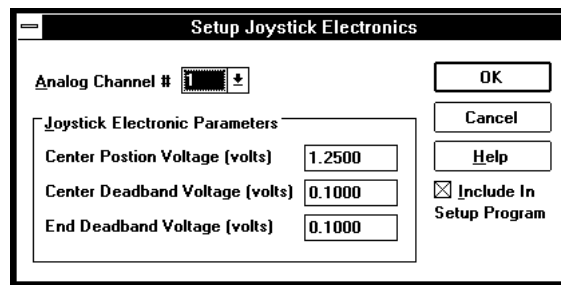 Setup Joystick Electronics
Analog Channel # 1
Joystick Electronic Parameters
Center Postion Voltage (volts) 1.2500
Center Deadband Voltage (volts) 0.1000
End Deadband Voltage (volts) 0.1000
OK
Cancel
Help
Include In
Setup Program